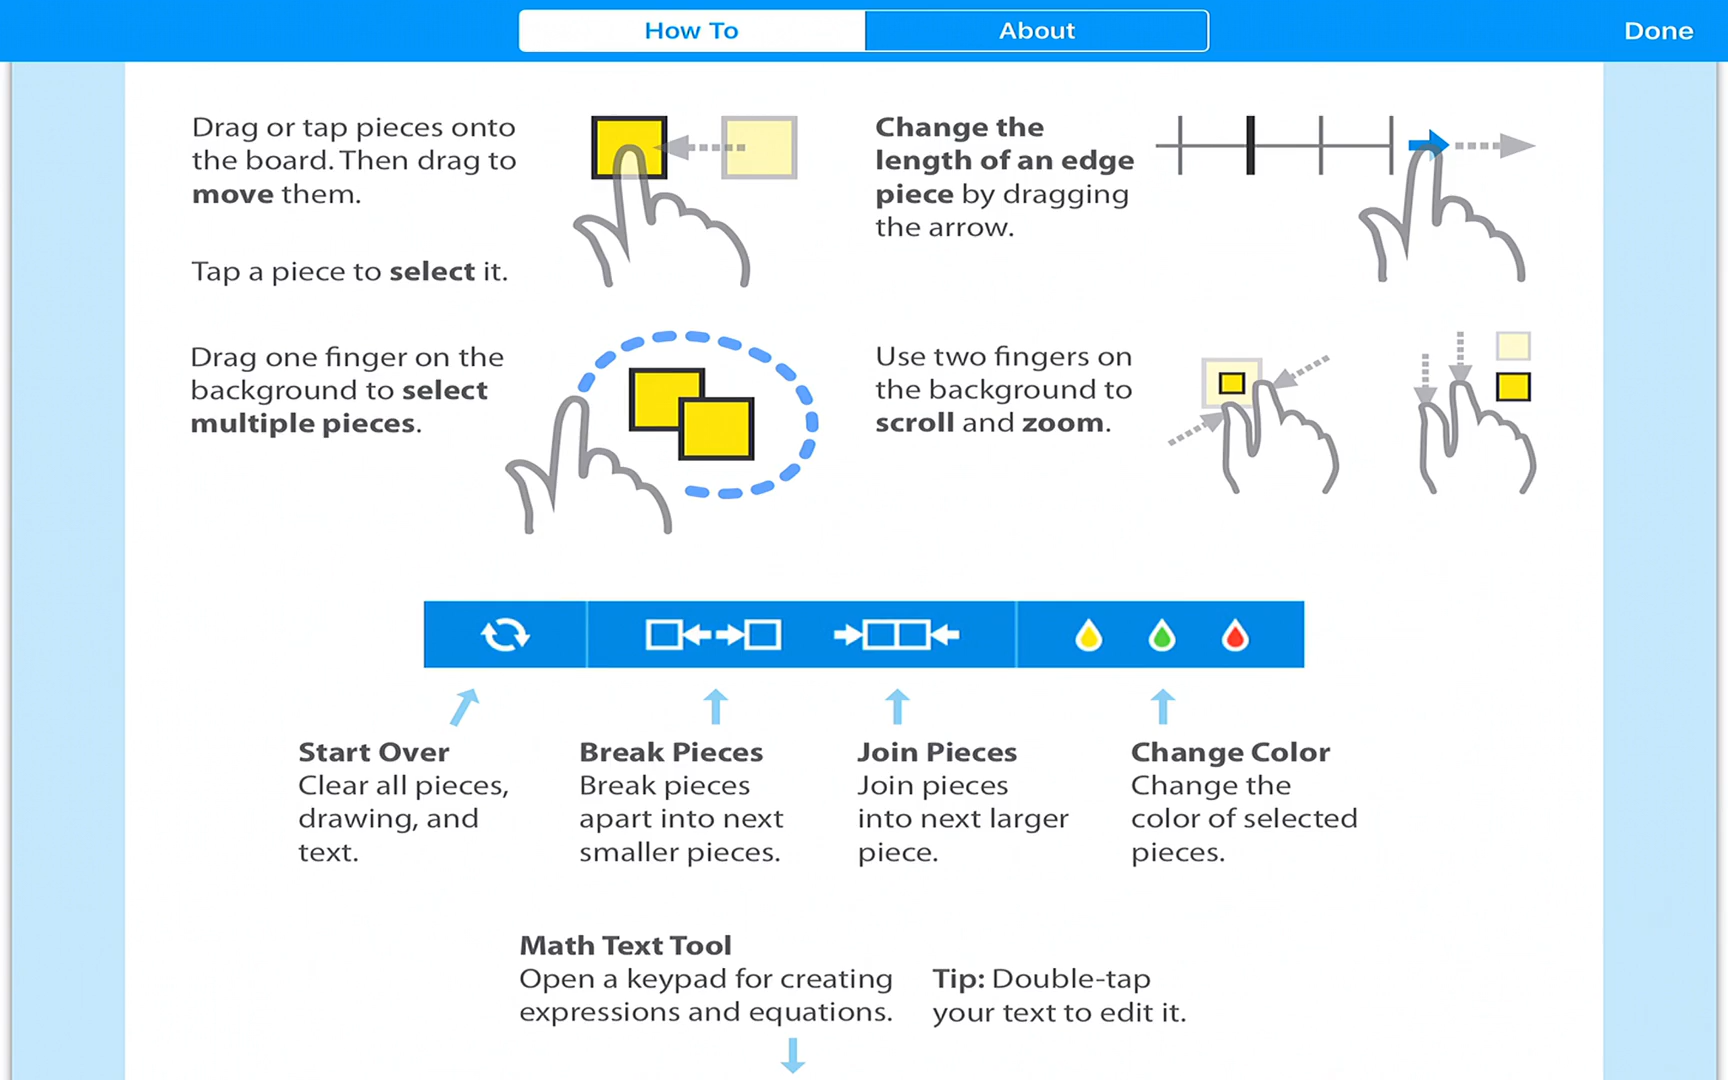 How To
About
Done
Drag or tap pieces onto
the board. Then drag to
move them.
Tap a piece to select it.
Change the
length of an edge
piece by dragging
the arrow.
Drag one finger on the
background to select
multiple pieces.
Use two fingers on
the background to
scroll and zoom.
Start Over
Clear all pieces,
drawing, and
text.
Break Pieces
Break pieces
apart into next
smaller pieces.
Join Pieces
Join pieces
into next larger
piece.
Change Color
Change the
color of selected
pieces.
Math Text Tool
Open a keypad for creating
expressions and equations.
Tip: Double-tap
your text to edit it.